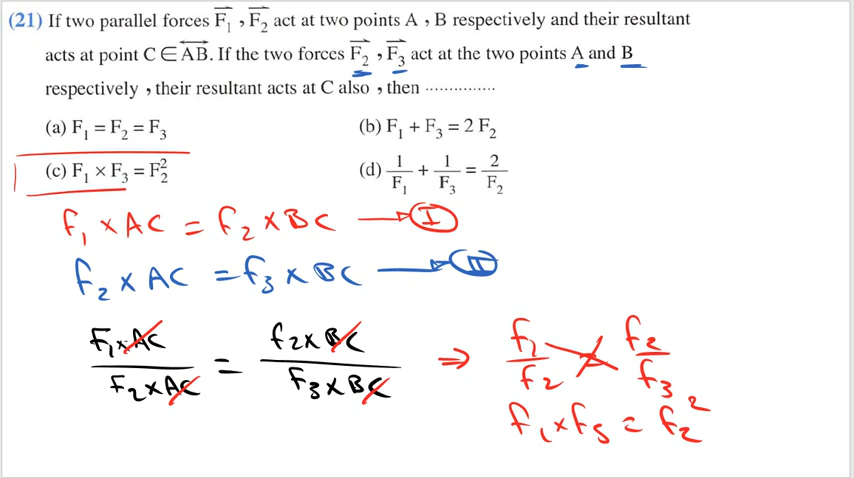 (21) If two parallel forces F₁ , F₂ act at two points A , B respectively and their resultant
acts at point C ∈ AB. If the two forces F₂ , F₃ act at the two points A and B
respectively , their resultant acts at C also , then ...............
(a) F₁ = F₂ = F₃ (b) F₁ + F₃ = 2 F₂
(c) F₁ × F₃ = F₂² (d) 1/F₁ + 1/F₃ = 2/F₂
F₁ × AC = F₂ × BC → I
F₂ × AC = F₃ × BC → II
F₁ × AC / F₂ × AC = F₂ × BC / F₃ × BC ⇒ F₁/F₂ F₂/F₃
F₁ × F₃ = F₂²